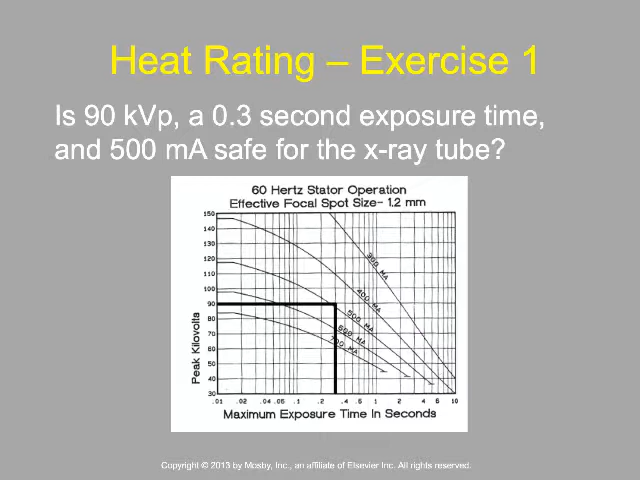 Heat Rating – Exercise 1
Is 90 kVp, a 0.3 second exposure time,
and 500 mA safe for the x-ray tube?
60 Hertz Stator Operation
Effective Focal Spot Size- 1.2 mm
150
140
130
120
110
100
90
80
70
60
50
40
30
Peak Kilovolts
300 MA
400 MA
500 MA
600 MA
700 MA
.01 .02 .04 .05 .1 .2 .4 .5 1 2 4 5 6 10
Maximum Exposure Time In Seconds
Copyright © 2013 by Mosby, Inc., an affiliate of Elsevier Inc. All rights reserved.